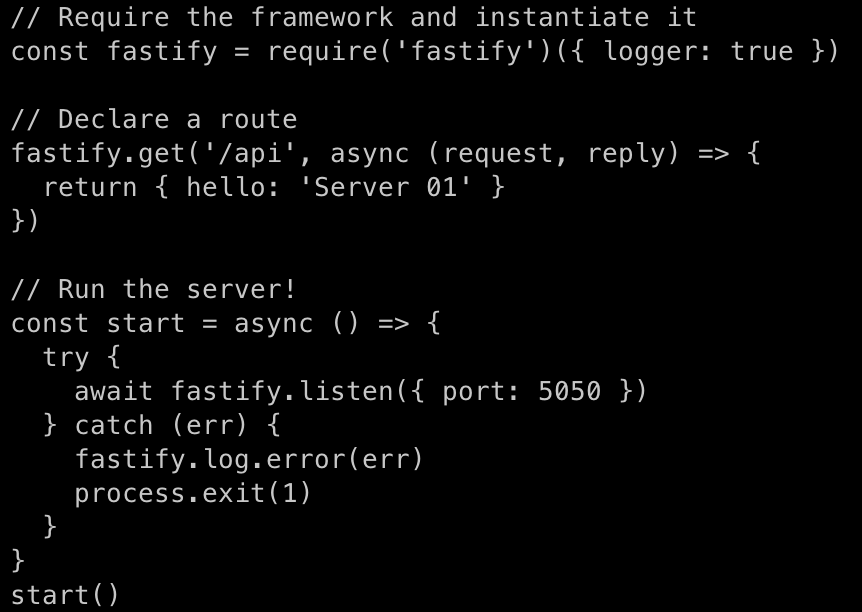 // Require the framework and instantiate it
const fastify = require('fastify')({ logger: true })

// Declare a route
fastify.get('/api', async (request, reply) => {
  return { hello: 'Server 01' }
})

// Run the server!
const start = async () => {
  try {
    await fastify.listen({ port: 5050 })
  } catch (err) {
    fastify.log.error(err)
    process.exit(1)
  }
}
start()